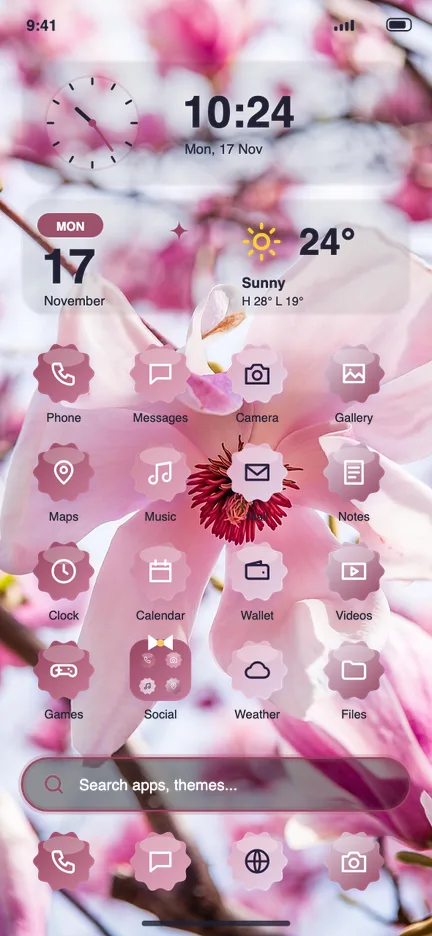 9:41
10:24
Mon, 17 Nov
MON
17
November
24°
Sunny
H 28° L 19°
Phone
Messages
Camera
Gallery
Maps
Music
Notes
Clock
Calendar
Wallet
Videos
Games
Social
Weather
Files
Search apps, themes...